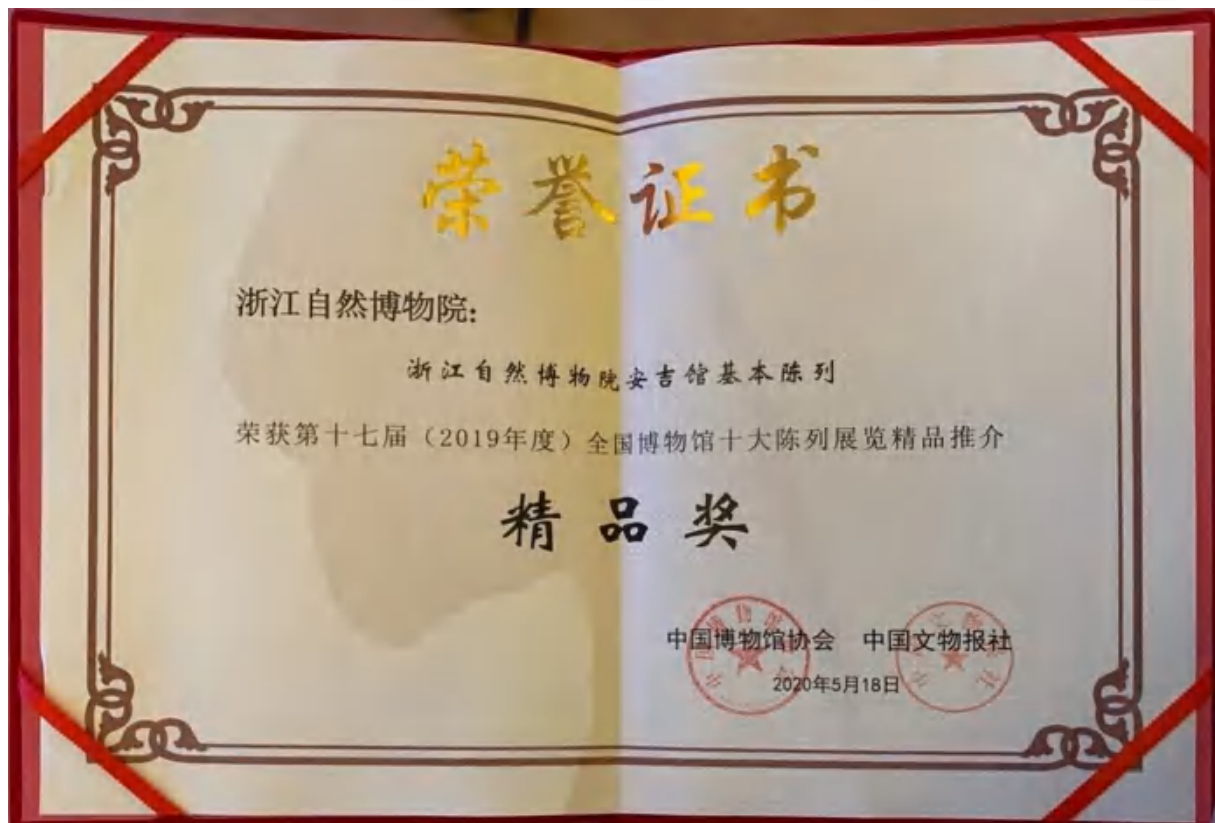 荣誉证书
浙江自然博物院:
浙江自然博物院安吉馆基本陈列
荣获第十七届（2019年度）全国博物馆十大陈列展览精品推介
精品奖
中国博物馆协会 中国文物报社
2020年5月18日